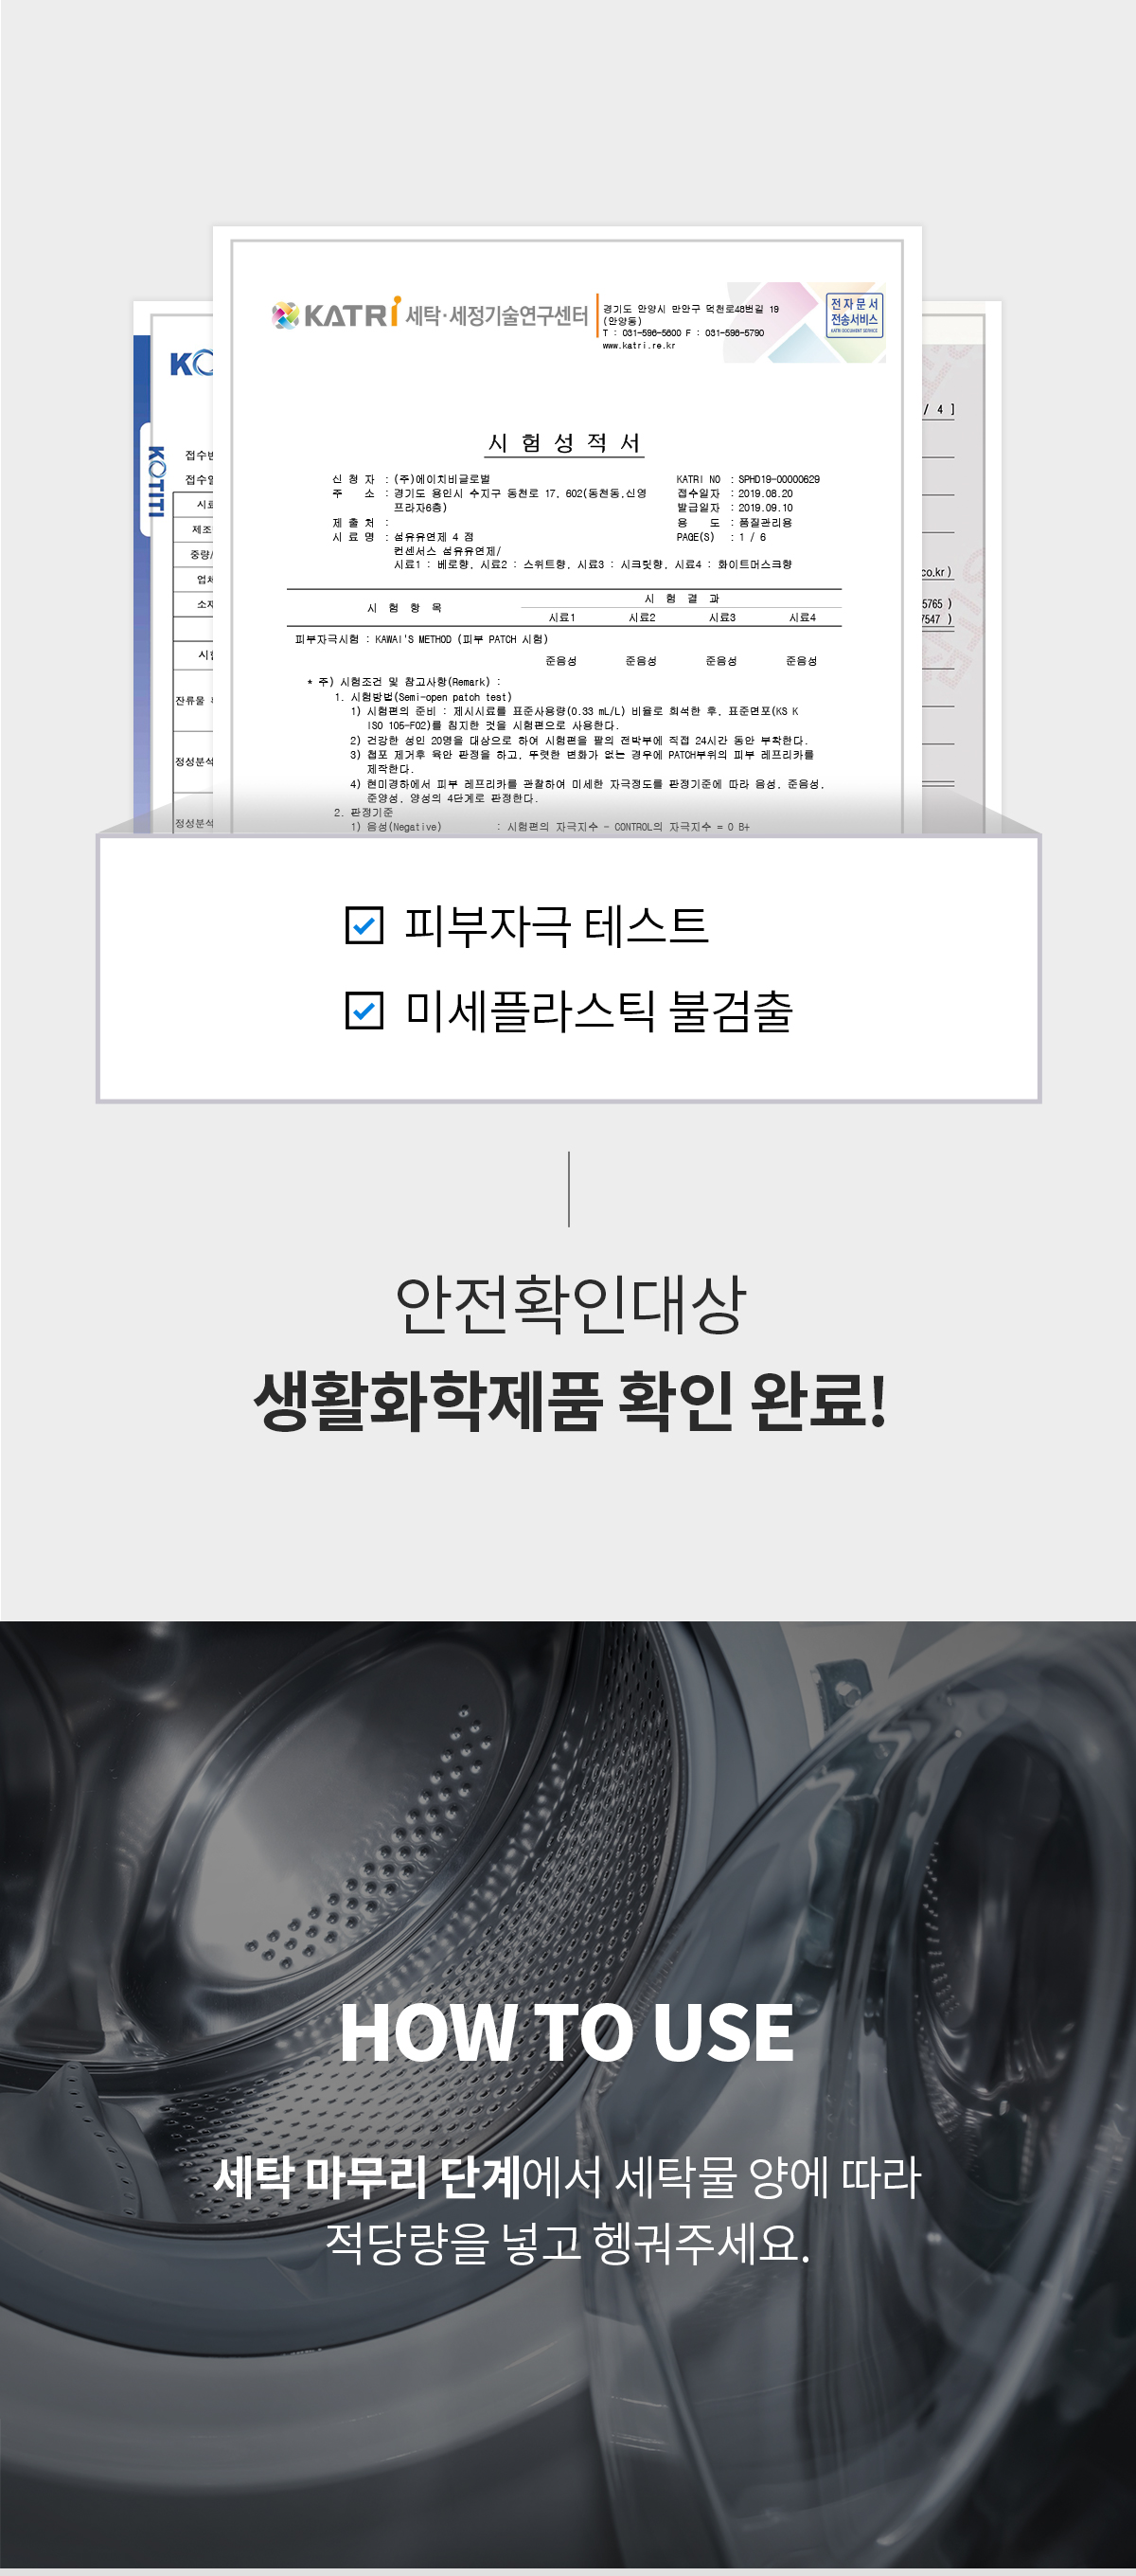 KATRi 세탁·세정기술연구센터
경기도 안양시 만안구 덕천로48번길 19
(안양동)
T : 031-596-5600 F : 031-596-5790
www.katri.re.kr
전자문서
전송서비스
KATRI DOCUMENT SERVICE
KOTITI
시 험 성 적 서
신 청 자 : (주)에이치비글로벌
주 소 : 경기도 용인시 수지구 동천로 17, 602(동천동,신영
프라자6층)
제 출 처 :
시 료 명 : 섬유유연제 4 점
컨센서스 섬유유연제/
시료1 : 베로향, 시료2 : 스위트향, 시료3 : 시크릿향, 시료4 : 화이트머스크향
KATRI NO : SPHD19-00000629
접수일자 : 2019.08.20
발급일자 : 2019.09.10
용 도 : 품질관리용
PAGE(S) : 1 / 6
시 험 항 목
시 험 결 과
시료1 시료2 시료3 시료4
피부자극시험 : KAWAI'S METHOD (피부 PATCH 시험)
준음성 준음성 준음성 준음성
* 주) 시험조건 및 참고사항(Remark) :
1. 시험방법(Semi-open patch test)
1) 시험편의 준비 : 제시시료를 표준사용량(0.33 mL/L) 비율로 희석한 후, 표준면포(KS K
ISO 105-F02)를 침지한 것을 시험편으로 사용한다.
2) 건강한 성인 20명을 대상으로 하여 시험편을 팔의 전박부에 직접 24시간 동안 부착한다.
3) 첩포 제거후 육안 판정을 하고, 뚜렷한 변화가 없는 경우에 PATCH부위의 피부 레프리카를
제작한다.
4) 현미경하에서 피부 레프리카를 관찰하여 미세한 자극정도를 판정기준에 따라 음성, 준음성,
준양성, 양성의 4단계로 판정한다.
2. 판정기준
1) 음성(Negative) : 시험편의 자극지수 - CONTROL의 자극지수 = 0 B+
/ 4 ]
co.kr )
5765 )
7547 )
피부자극 테스트
미세플라스틱 불검출
안전확인대상
생활화학제품 확인 완료!
HOW TO USE
세탁 마무리 단계에서 세탁물 양에 따라
적당량을 넣고 헹궈주세요.